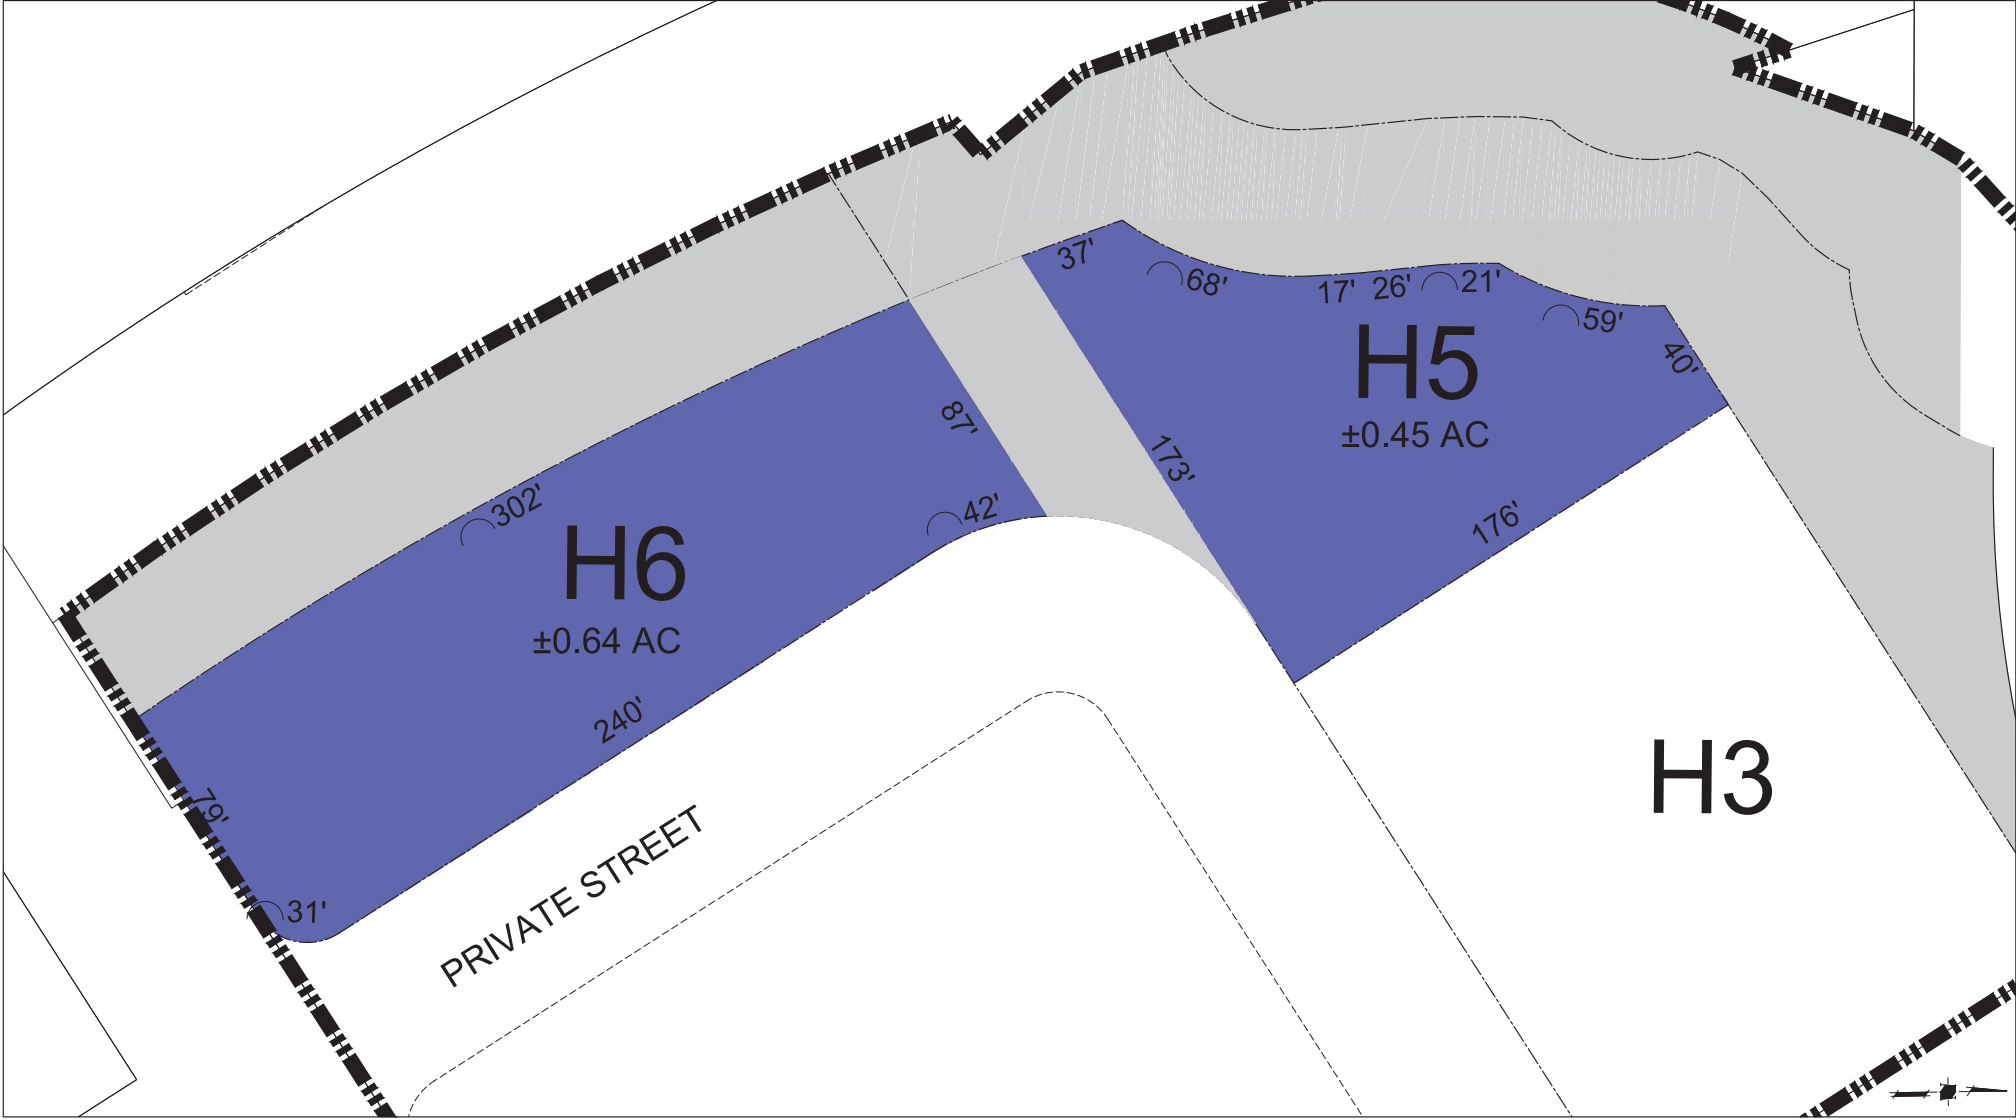 37'
68'
17'
26'
21'
59'
40'
H5
±0.45 AC
87'
173'
176'
302'
42'
H6
±0.64 AC
240'
79'
31'
PRIVATE STREET
H3